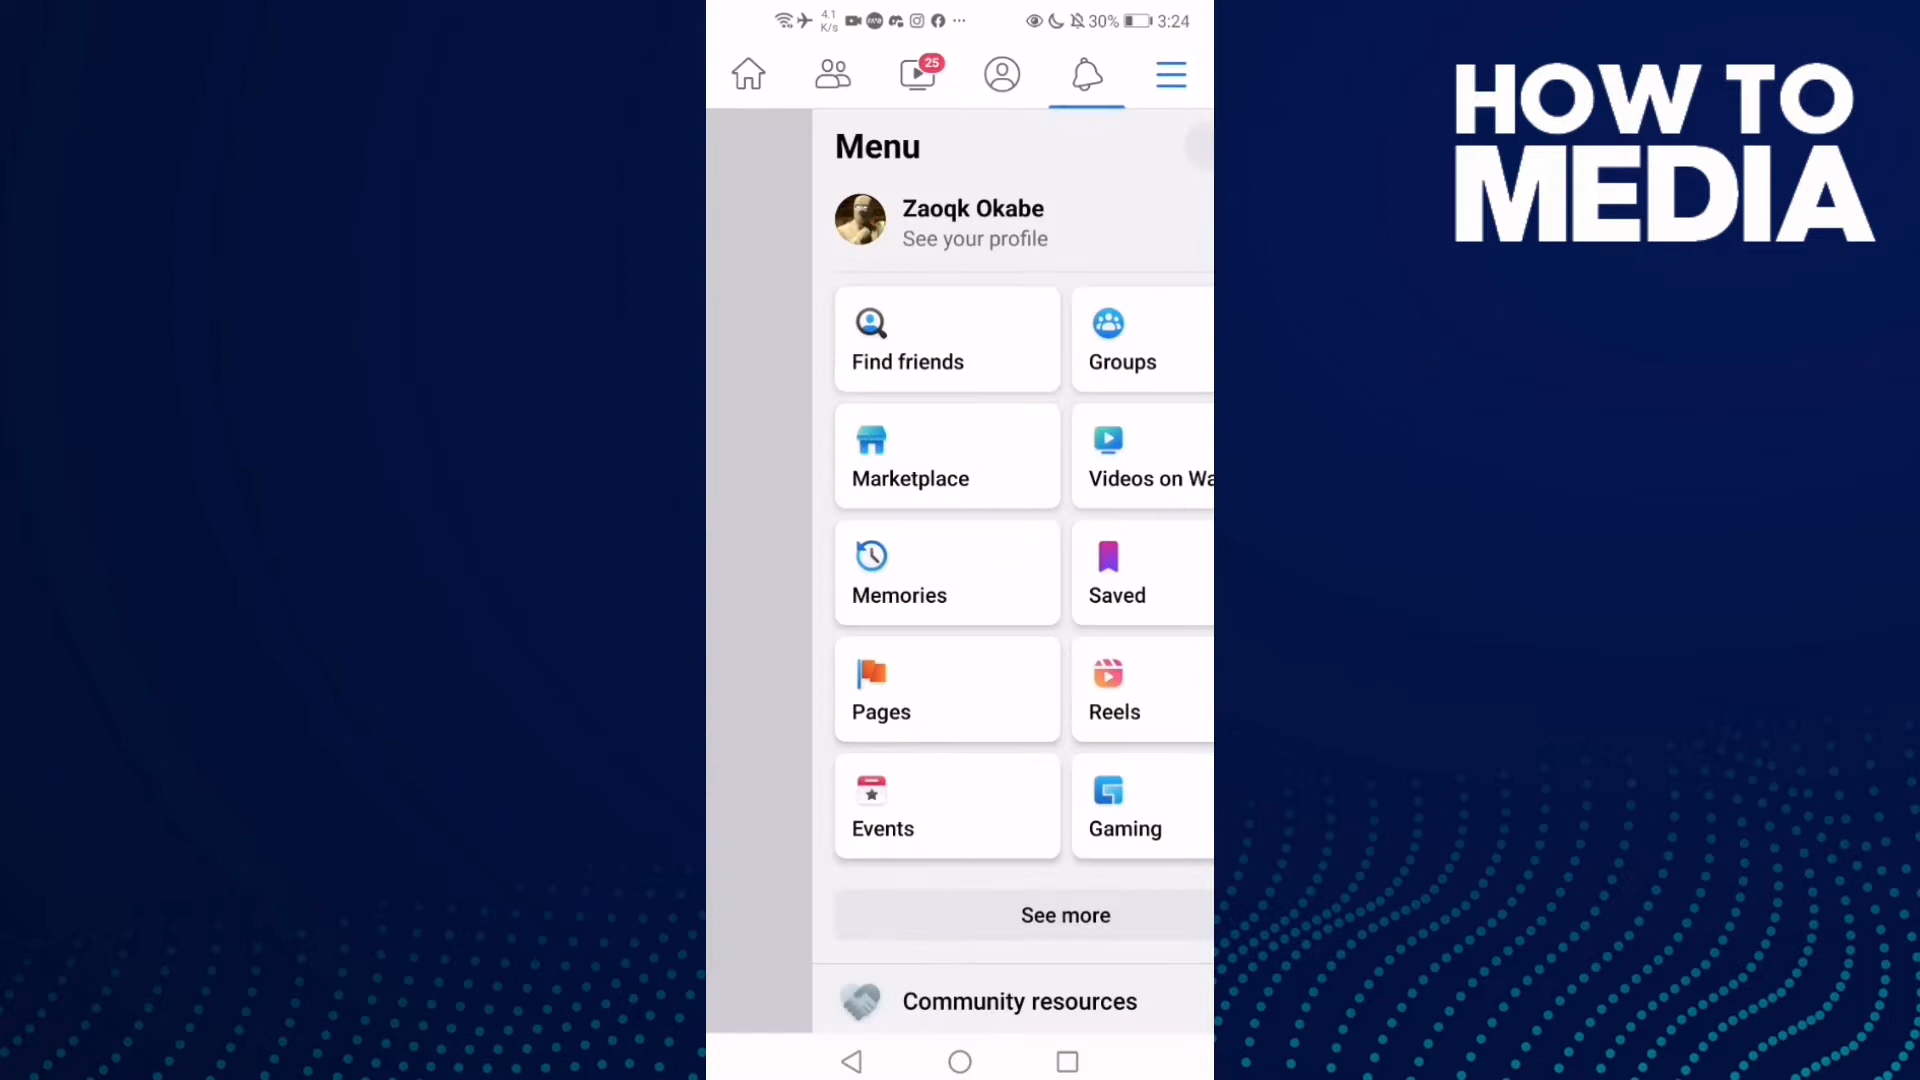 4.1
K/s
30%
3:24
25
HOW TO
MEDIA
Menu
Zaoqk Okabe
See your profile
Find friends
Groups
Marketplace
Videos on Wa
Memories
Saved
Pages
Reels
Events
Gaming
See more
Community resources